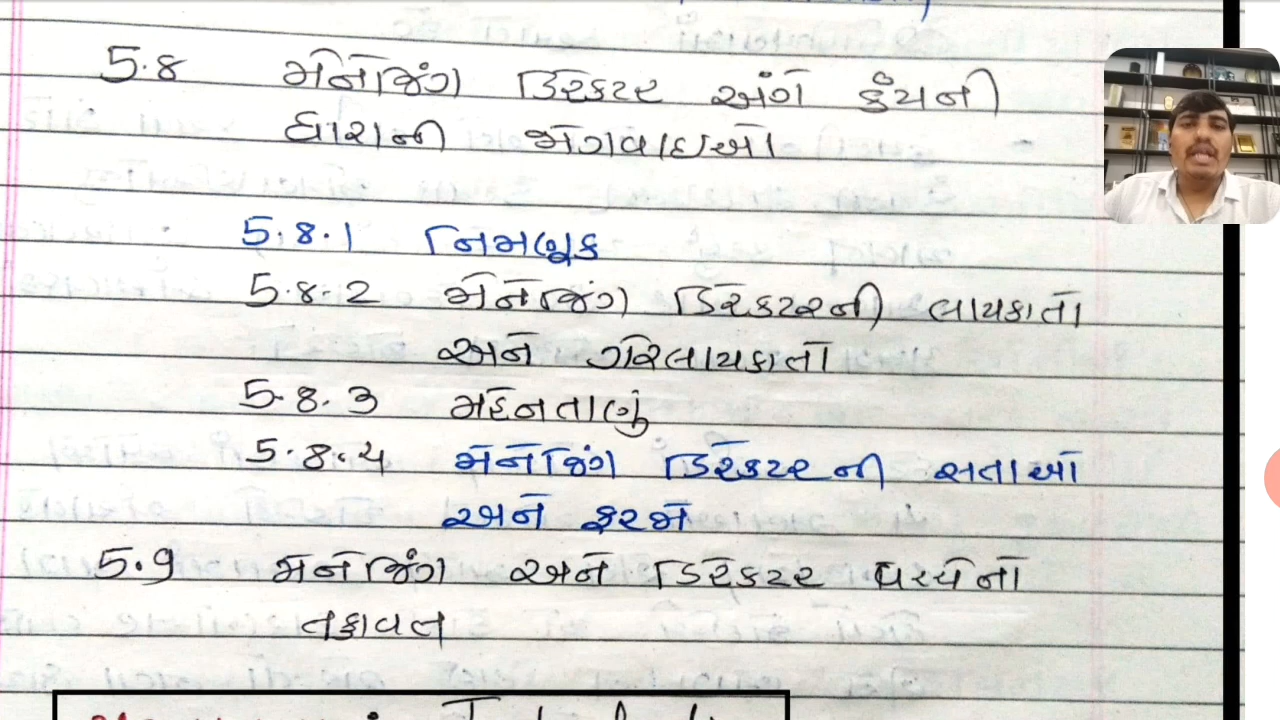 5.8 મેનેજિંગ ડિરેક્ટર અંગે કંપની
ધારાની જોગવાઇઓ
5.8.1 નિમણૂક
5.8.2 મેનેજિંગ ડિરેક્ટરની લાયકાતો
અને ગેરલાયકાતો
5.8.3 મહેનતાણું
5.8.4 મેનેજિંગ ડિરેક્ટરની સતાઓ
અને ફરજો
5.9 મેનેજિંગ અને ડિરેક્ટર વચ્ચેનો
તફાવત